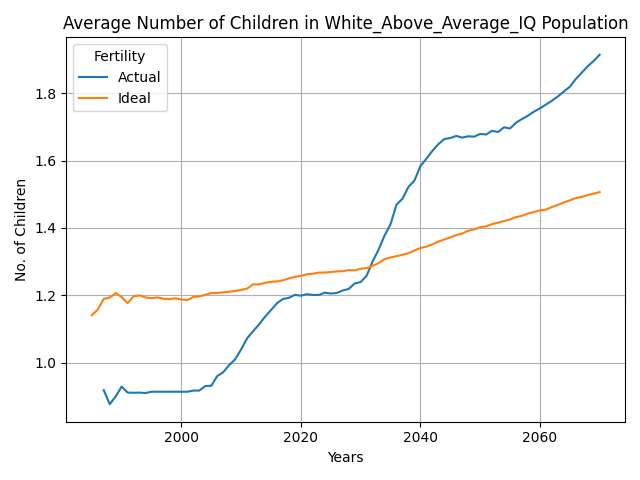 Average Number of Children in White_Above_Average_IQ Population
Fertility
Actual
Ideal
No. of Children
1.8
1.6
1.4
1.2
1.0
2000
2020
2040
2060
Years